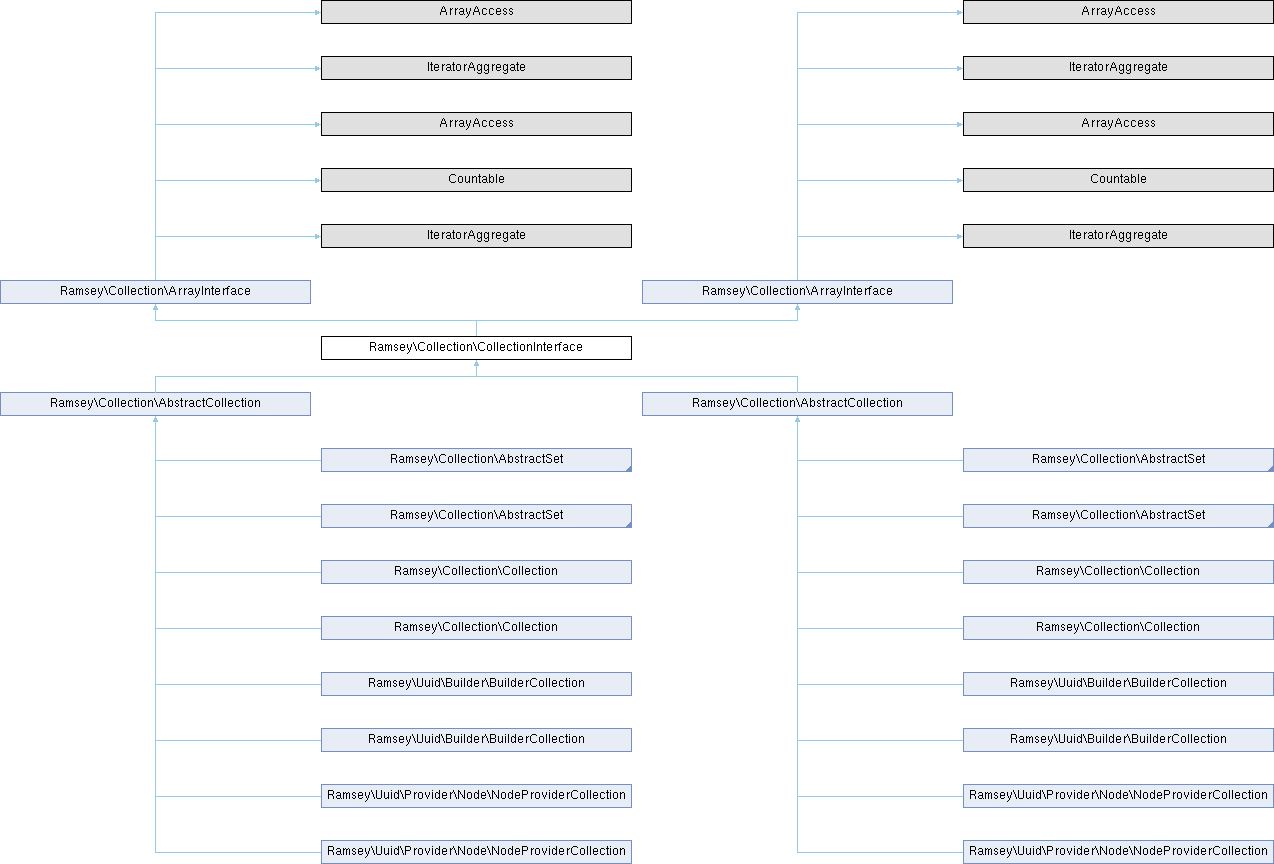 ArrayAccess
ArrayAccess
IteratorAggregate
IteratorAggregate
ArrayAccess
ArrayAccess
Countable
Countable
IteratorAggregate
IteratorAggregate
Ramsey\Collection\ArrayInterface
Ramsey\Collection\ArrayInterface
Ramsey\Collection\CollectionInterface
Ramsey\Collection\AbstractCollection
Ramsey\Collection\AbstractCollection
Ramsey\Collection\AbstractSet
Ramsey\Collection\AbstractSet
Ramsey\Collection\AbstractSet
Ramsey\Collection\AbstractSet
Ramsey\Collection\Collection
Ramsey\Collection\Collection
Ramsey\Collection\Collection
Ramsey\Collection\Collection
Ramsey\Uuid\Builder\BuilderCollection
Ramsey\Uuid\Builder\BuilderCollection
Ramsey\Uuid\Builder\BuilderCollection
Ramsey\Uuid\Builder\BuilderCollection
Ramsey\Uuid\Provider\Node\NodeProviderCollection
Ramsey\Uuid\Provider\Node\NodeProviderCollection
Ramsey\Uuid\Provider\Node\NodeProviderCollection
Ramsey\Uuid\Provider\Node\NodeProviderCollection